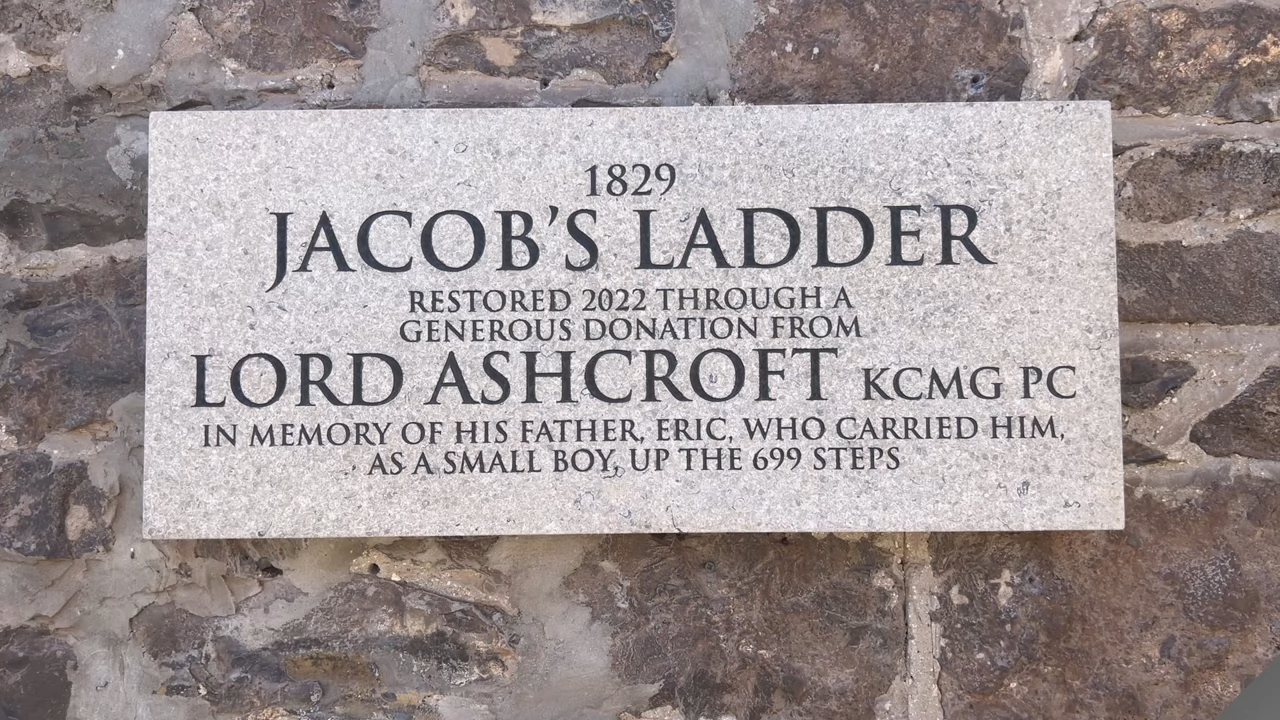 1829
JACOB'S LADDER
RESTORED 2022 THROUGH A
GENEROUS DONATION FROM
LORD ASHCROFT KCMG PC
IN MEMORY OF HIS FATHER, ERIC, WHO CARRIED HIM,
AS A SMALL BOY, UP THE 699 STEPS